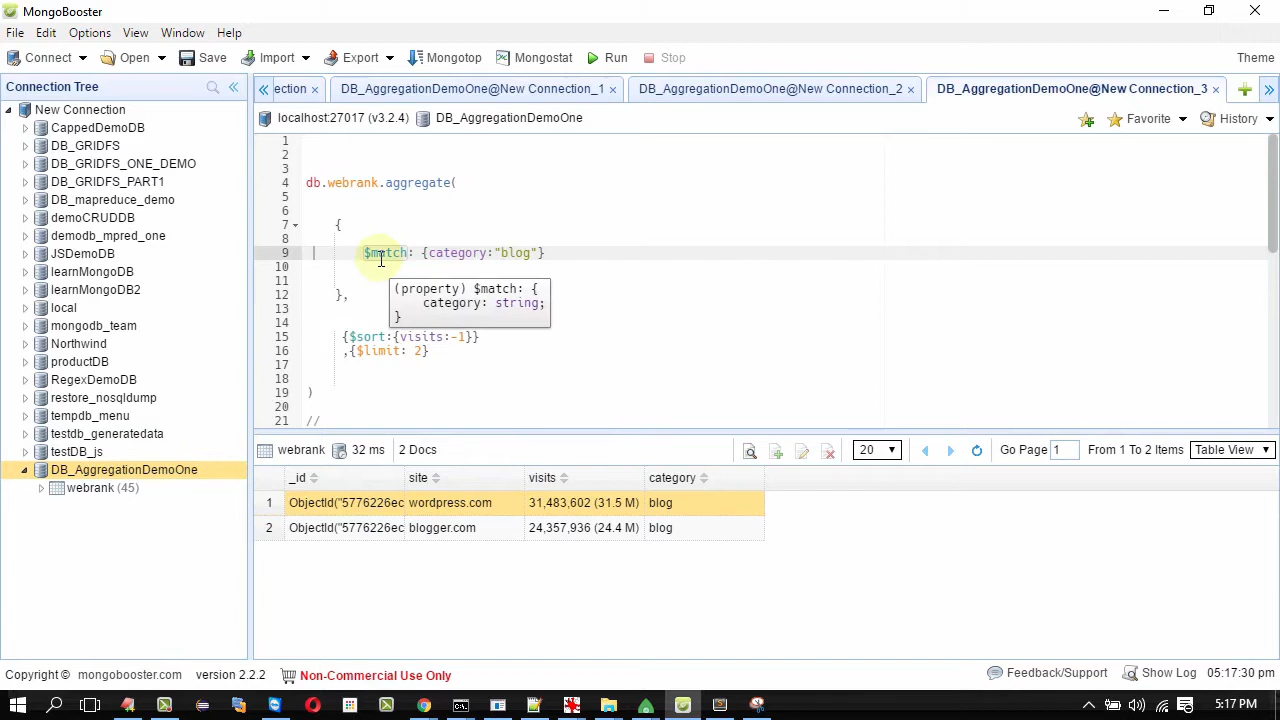 MongoBooster
File Edit Options View Window Help
Connect Open Save Import Export Mongotop Mongostat Run Stop Theme
Connection Tree
New Connection
CappedDemoDB
DB_GRIDFS
DB_GRIDFS_ONE_DEMO
DB_GRIDFS_PART1
DB_mapreduce_demo
demoCRUDDB
demodb_mpred_one
JSDemoDB
learnMongoDB
learnMongoDB2
local
mongodb_team
Northwind
productDB
RegexDemoDB
restore_nosqldump
tempdb_menu
testdb_generatedata
testDB_js
DB_AggregationDemoOne
webrank (45)
ection × DB_AggregationDemoOne@New Connection_1 × DB_AggregationDemoOne@New Connection_2 × DB_AggregationDemoOne@New Connection_3 ×
localhost:27017 (v3.2.4) DB_AggregationDemoOne Favorite History
1
2
3
4 db.webrank.aggregate(
5
6
7 {
8
9 $match: {category:"blog"}
10
11
12 },
13
14
15 {$sort:{visits:-1}}
16 ,{$limit: 2}
17
18
19 )
20
21 //
(property) $match: {
category: string;
}
webrank 32 ms 2 Docs 20 Go Page 1 From 1 To 2 Items Table View
_id site visits category
1 ObjectId("5776226ec wordpress.com 31,483,602 (31.5 M) blog
2 ObjectId("5776226ec blogger.com 24,357,936 (24.4 M) blog
Copyright © mongobooster.com version 2.2.2 Non-Commercial Use Only Feedback/Support Show Log 05:17:30 pm
5:17 PM